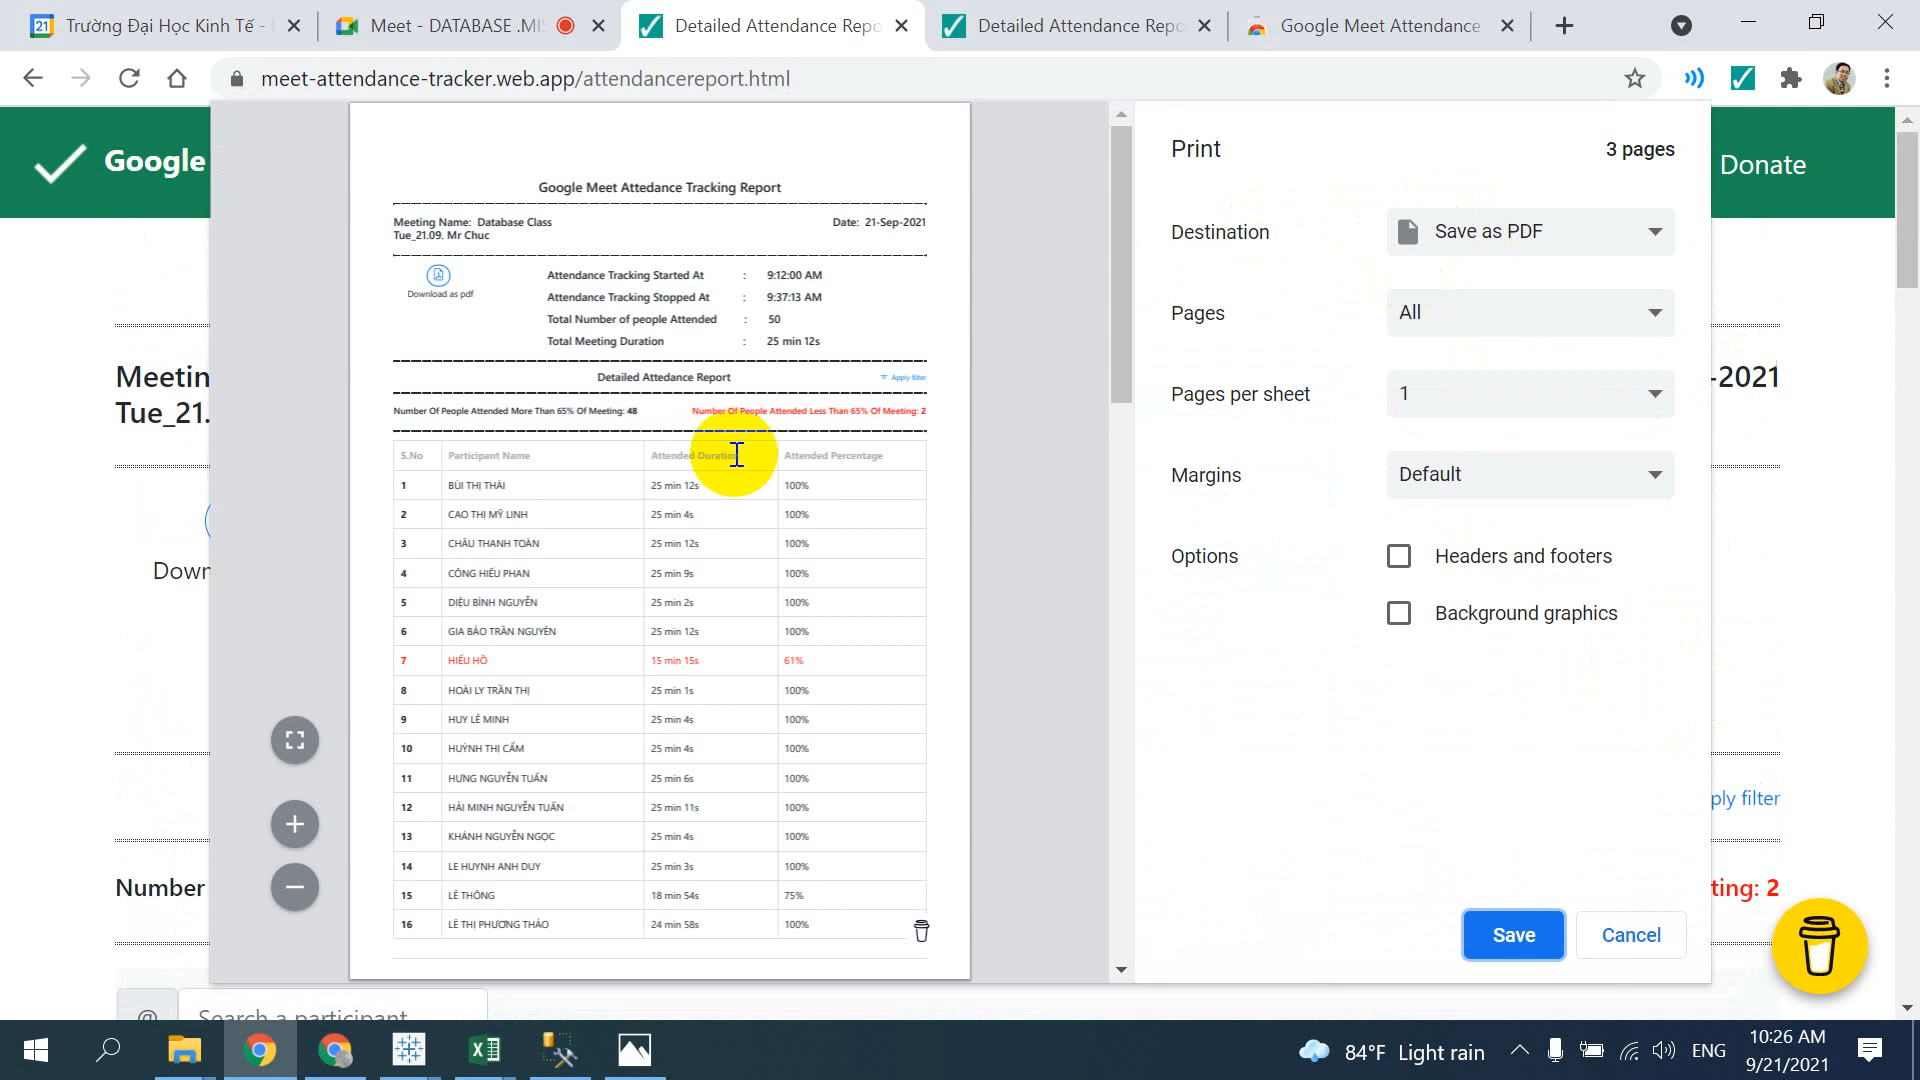 Trường Đại Học Kinh Tế -
Meet - DATABASE .MIS
Detailed Attendance Repo
Detailed Attendance Repo
Google Meet Attendance
meet-attendance-tracker.web.app/attendancereport.html
Google
Donate
Meetin
Tue_21.
-2021
Down
ply filter
Number
ting: 2
@
Search a participant
Google Meet Attedance Tracking Report
Meeting Name: Database Class
Tue_21.09. Mr Chuc
Date: 21-Sep-2021
Download as pdf
Attendance Tracking Started At : 9:12:00 AM
Attendance Tracking Stopped At : 9:37:13 AM
Total Number of people Attended : 50
Total Meeting Duration : 25 min 12s
Detailed Attedance Report
Apply filter
Number Of People Attended More Than 65% Of Meeting: 48
Number Of People Attended Less Than 65% Of Meeting: 2
S.No Participant Name Attended Duration Attended Percentage
1 BÙI THỊ THÁI 25 min 12s 100%
2 CAO THỊ MỸ LINH 25 min 4s 100%
3 CHÂU THANH TOÀN 25 min 12s 100%
4 CÔNG HIẾU PHAN 25 min 9s 100%
5 DIỆU BÌNH NGUYỄN 25 min 2s 100%
6 GIA BẢO TRẦN NGUYÊN 25 min 12s 100%
7 HIẾU HỒ 15 min 15s 61%
8 HOÀI LY TRẦN THỊ 25 min 1s 100%
9 HUY LÊ MINH 25 min 4s 100%
10 HUỲNH THỊ CẨM 25 min 4s 100%
11 HƯNG NGUYỄN TUẤN 25 min 6s 100%
12 HẢI MINH NGUYỄN TUẤN 25 min 11s 100%
13 KHÁNH NGUYỄN NGỌC 25 min 4s 100%
14 LE HUYNH ANH DUY 25 min 3s 100%
15 LÊ THÔNG 18 min 54s 75%
16 LÊ THỊ PHƯƠNG THẢO 24 min 58s 100%
Print
3 pages
Destination Save as PDF
Pages All
Pages per sheet 1
Margins Default
Options Headers and footers
Background graphics
Save Cancel
84°F Light rain
ENG
10:26 AM
9/21/2021